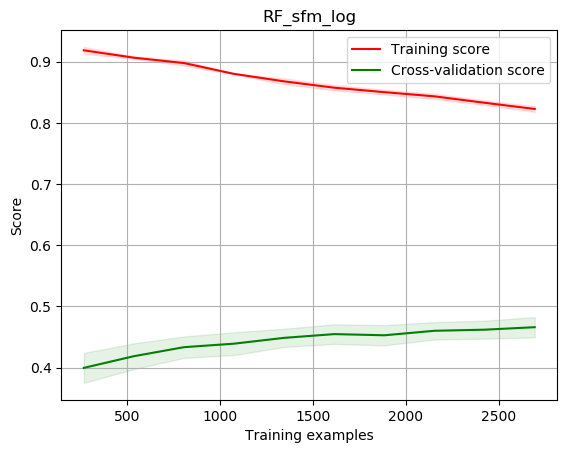 RF_sfm_log
Training score
Cross-validation score
0.9
0.8
0.7
0.6
0.5
0.4
Score
500 1000 1500 2000 2500
Training examples